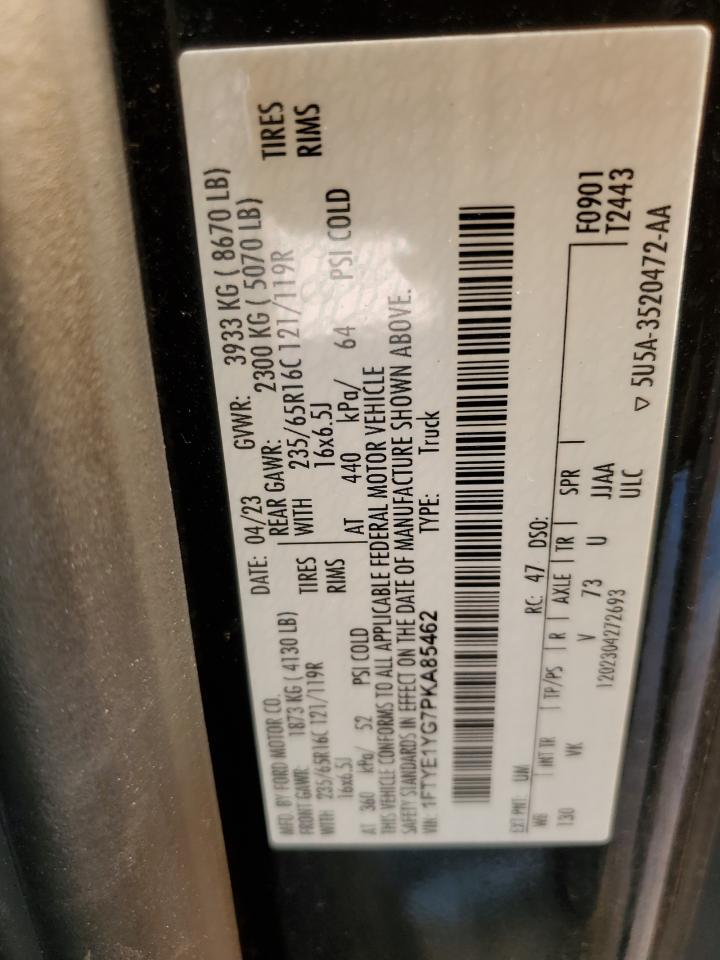 MFD. BY FORD MOTOR CO. DATE: 04/23 GVWR: 3933 KG ( 8670 LB)
FRONT GAWR: 1873 KG ( 4130 LB) REAR GAWR: 2300 KG ( 5070 LB)
WITH 235/65R16C 121/119R TIRES WITH 235/65R16C 121/119R TIRES
16x6.5J RIMS 16x6.5J RIMS
AT 360 kPa/ 52 PSI COLD AT 440 kPa/ 64 PSI COLD
THIS VEHICLE CONFORMS TO ALL APPLICABLE FEDERAL MOTOR VEHICLE
SAFETY STANDARDS IN EFFECT ON THE DATE OF MANUFACTURE SHOWN ABOVE.
VIN: 1FTYE1YG7PKA85462 TYPE: Truck
EXT PNT: UM RC: 47 DSO:
WB INT TR TP/PS R AXLE TR SPR F0901
130 VK V 73 U JJAA T2443
1202304272693 ULC
▽ 5U5A-3520472-AA